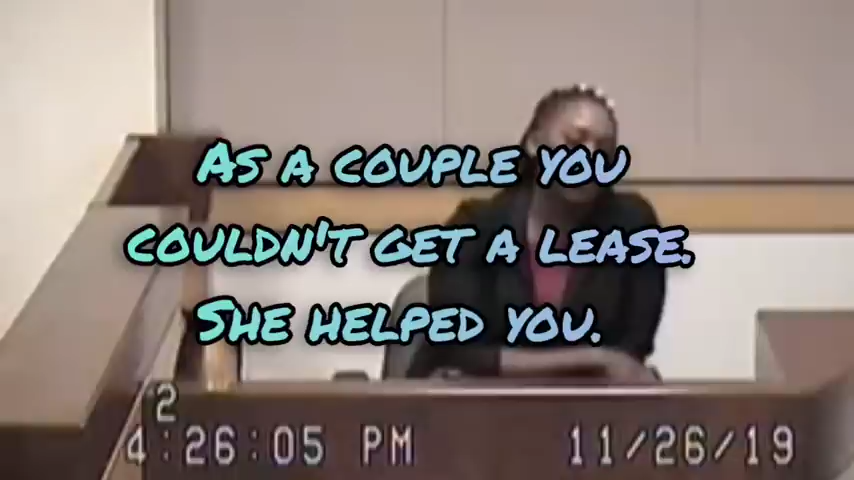 As a couple you
couldn't get a lease.
She helped you.
2
4:26:05 PM 11/26/19